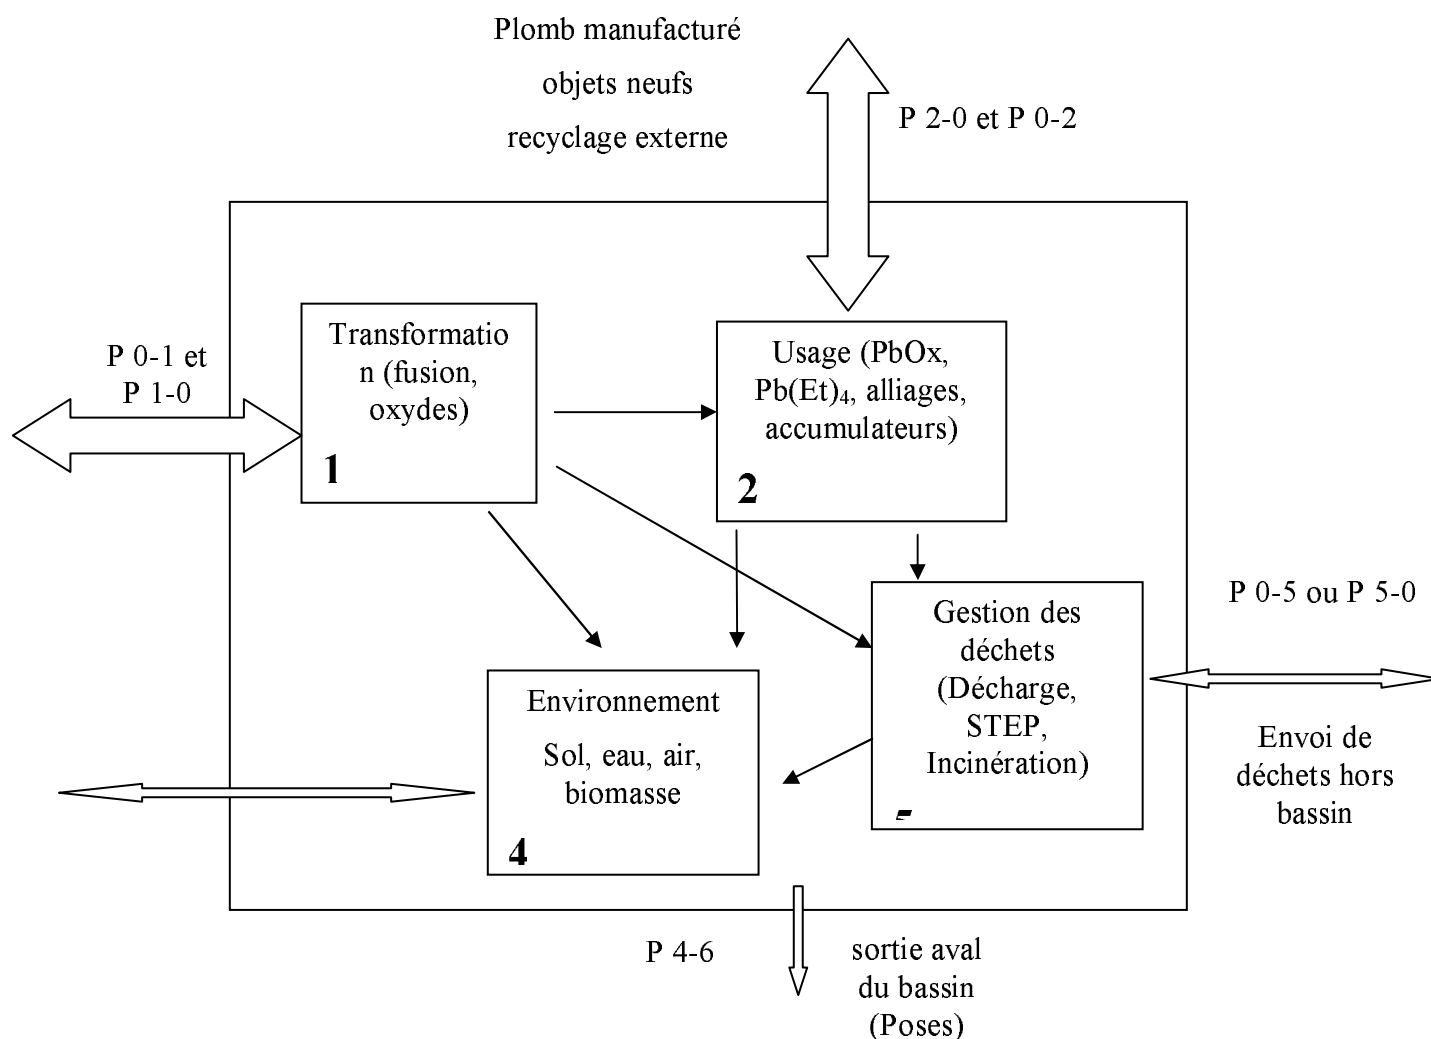 Plomb manufacturé
objets neufs
recyclage externe
P 2-0 et P 0-2
P 0-1 et
P 1-0
Transformatio
n (fusion,
oxydes)
1
Usage (PbOx,
Pb(Et)₄, alliages,
accumulateurs)
2
P 0-5 ou P 5-0
Gestion des
déchets
(Décharge,
STEP,
Incinération)
Environnement
Sol, eau, air,
biomasse
4
Envoi de
déchets hors
bassin
P 4-6
sortie aval
du bassin
(Poses)